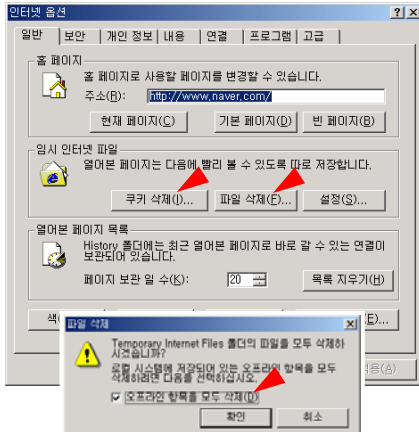 인터넷 옵션
일반 보안 개인 정보 내용 연결 프로그램 고급
홈 페이지
홈 페이지로 사용할 페이지를 변경할 수 있습니다.
주소(R): http://www.naver.com/
현재 페이지(C) 기본 페이지(D) 빈 페이지(B)
임시 인터넷 파일
열어본 페이지는 다음에 빨리 볼 수 있도록 따로 저장합니다.
쿠키 삭제(I)... 파일 삭제(F)... 설정(S)...
열어본 페이지 목록
History 폴더에는 최근 열어본 페이지로 바로 갈 수 있는 연결이
보관되어 있습니다.
페이지 보관 일 수(K): 20 목록 지우기(H)
색 (E)...
파일 삭제
Temporary Internet Files 폴더의 파일을 모두 삭제하
시겠습니까?
로컬 시스템에 저장되어 있는 오프라인 항목을 모두
삭제하려면 다음을 선택하십시오.
오프라인 항목을 모두 삭제(D)
확인 취소